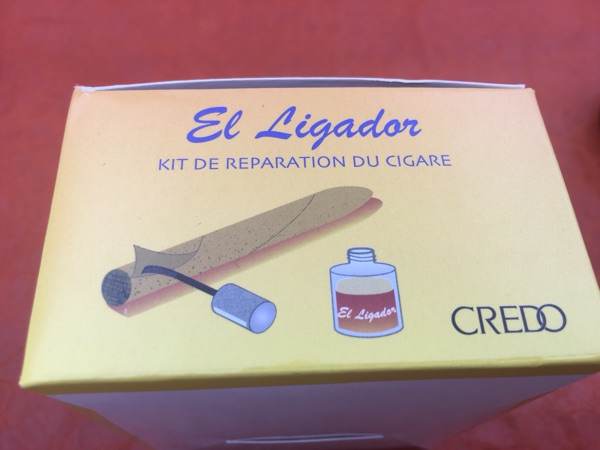 El Ligador
KIT DE REPARATION DU CIGARE
El Ligador
CREDO